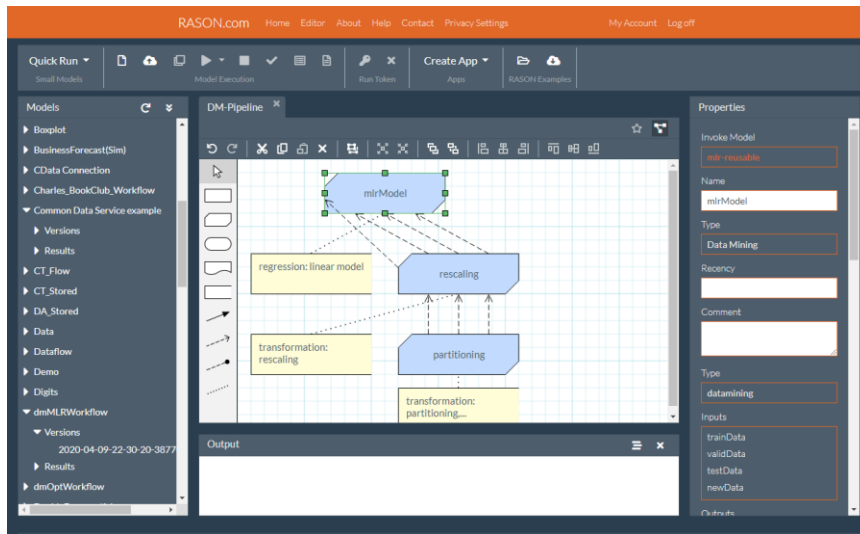 RASON.com Home Editor About Help Contact Privacy Settings My Account Log off
Quick Run Create App
Small Models Model Execution Run Token Apps RASON Examples
Models
Boxplot
BusinessForecast(Sim)
CData Connection
Charles_BookClub_Workflow
Common Data Service example
Versions
Results
CT_Flow
CT_Stored
DA_Stored
Data
Dataflow
Demo
Digits
dmMLRWorkflow
Versions
2020-04-09-22-30-20-3877
Results
dmOptWorkflow
DM-Pipeline
mlrModel
regression: linear model
rescaling
transformation:
rescaling
partitioning
transformation:
partitioning,...
Output
Properties
Invoke Model
mlr-reusable
Name
mlrModel
Type
Data Mining
Recency
Comment
Type
datamining
Inputs
trainData
validData
testData
newData
Outputs